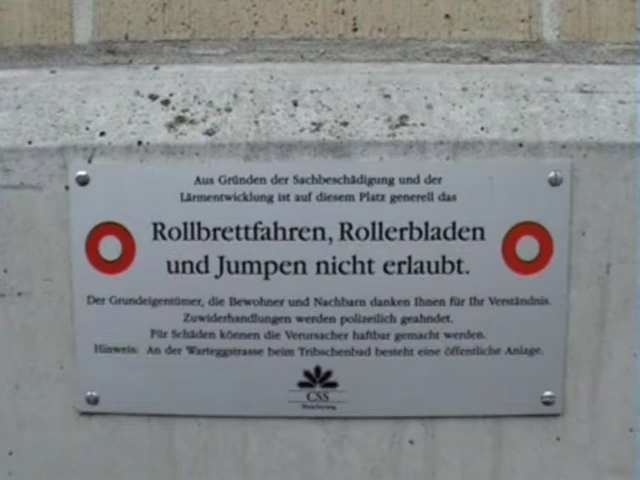 Aus Gründen der Sachbeschädigung und der
Lärmentwicklung ist auf diesem Platz generell das
Rollbrettfahren, Rollerbladen
und Jumpen nicht erlaubt.
Der Grundeigentümer, die Bewohner und Nachbarn danken Ihnen für Ihr Verständnis.
Zuwiderhandlungen werden polizeilich geahndet.
Für Schäden können die Verursacher haftbar gemacht werden.
Hinweis: An der Warteggstrasse beim Tribschenbad besteht eine öffentliche Anlage.
CSS
Versicherung